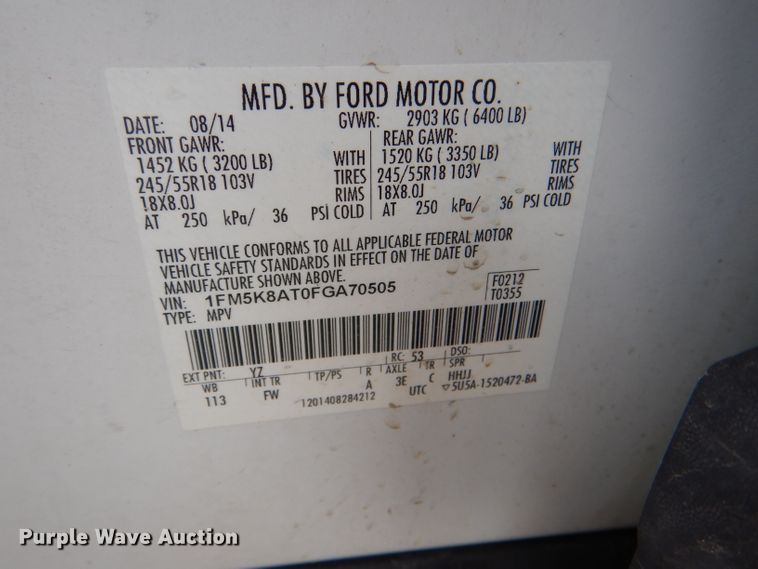 MFD. BY FORD MOTOR CO.
DATE: 08/14 GVWR: 2903 KG ( 6400 LB)
FRONT GAWR: REAR GAWR:
1452 KG ( 3200 LB) WITH 1520 KG ( 3350 LB) WITH
245/55R18 103V TIRES 245/55R18 103V TIRES
18X8.0J RIMS 18X8.0J RIMS
AT 250 kPa/ 36 PSI COLD AT 250 kPa/ 36 PSI COLD
THIS VEHICLE CONFORMS TO ALL APPLICABLE FEDERAL MOTOR
VEHICLE SAFETY STANDARDS IN EFFECT ON THE DATE OF
MANUFACTURE SHOWN ABOVE.
VIN: 1FM5K8AT0FGA70505 F0212
TYPE: MPV T0355
EXT PNT: YZ RC: 53 DSO:
WB INT TR TP/PS R AXLE TR SPR
113 FW A 3E C HHJJ
1201408284212 UTC ▽5U5A-1520472-BA
Purple Wave Auction